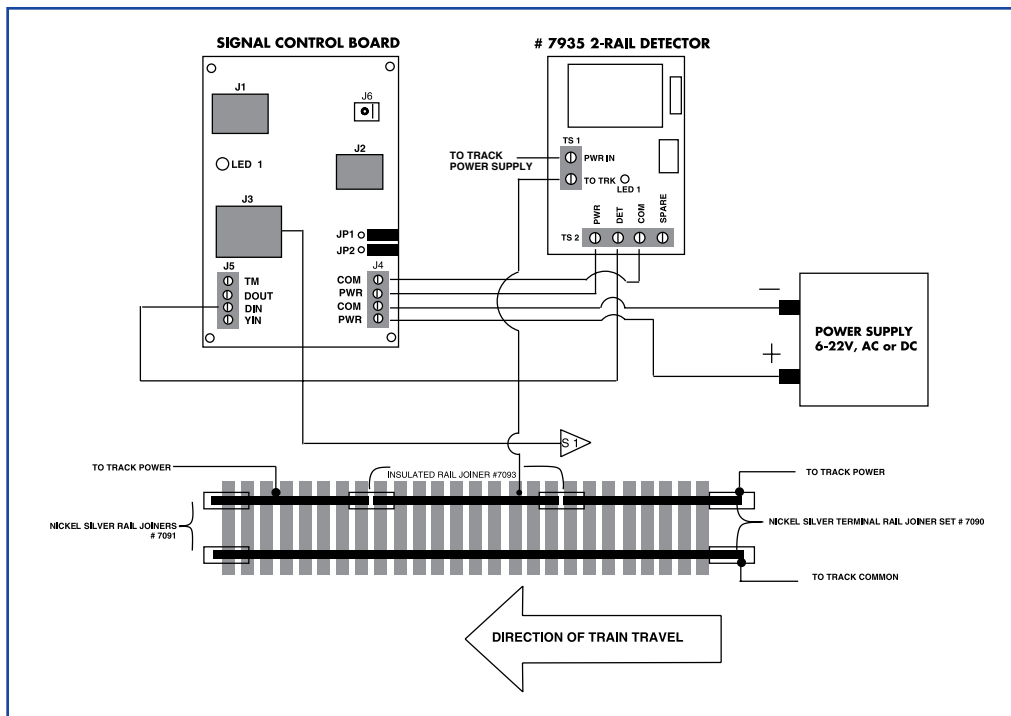 SIGNAL CONTROL BOARD
# 7935 2-RAIL DETECTOR
J1
J6
LED 1
J2
J3
JP1
JP2
J5
TM
DOUT
DIN
YIN
J4
COM
PWR
COM
PWR
TS 1
PWR IN
TO TRK
LED 1
TO TRACK
POWER SUPPLY
PWR
DET
COM
SPARE
TS 2
POWER SUPPLY
6-22V, AC or DC
–
+
S 1
TO TRACK POWER
INSULATED RAIL JOINER #7093
TO TRACK POWER
NICKEL SILVER RAIL JOINERS
# 7091
NICKEL SILVER TERMINAL RAIL JOINER SET # 7090
TO TRACK COMMON
DIRECTION OF TRAIN TRAVEL